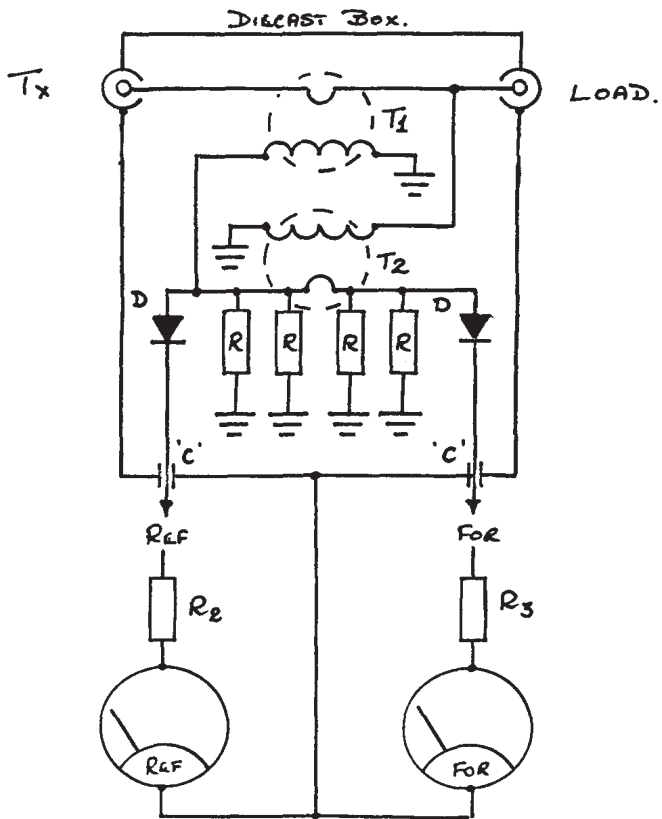 DIECAST BOX.
Tx
LOAD.
T1
T2
D
D
R
R
R
R
'C'
'C'
REF
FOR
R2
R3
REF
FOR